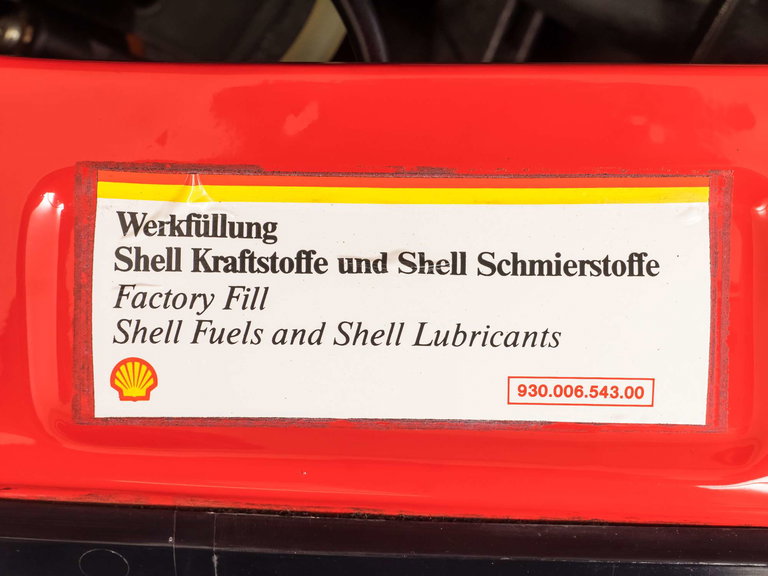 Werkfüllung
Shell Kraftstoffe und Shell Schmierstoffe
Factory Fill
Shell Fuels and Shell Lubricants
930.006.543.00